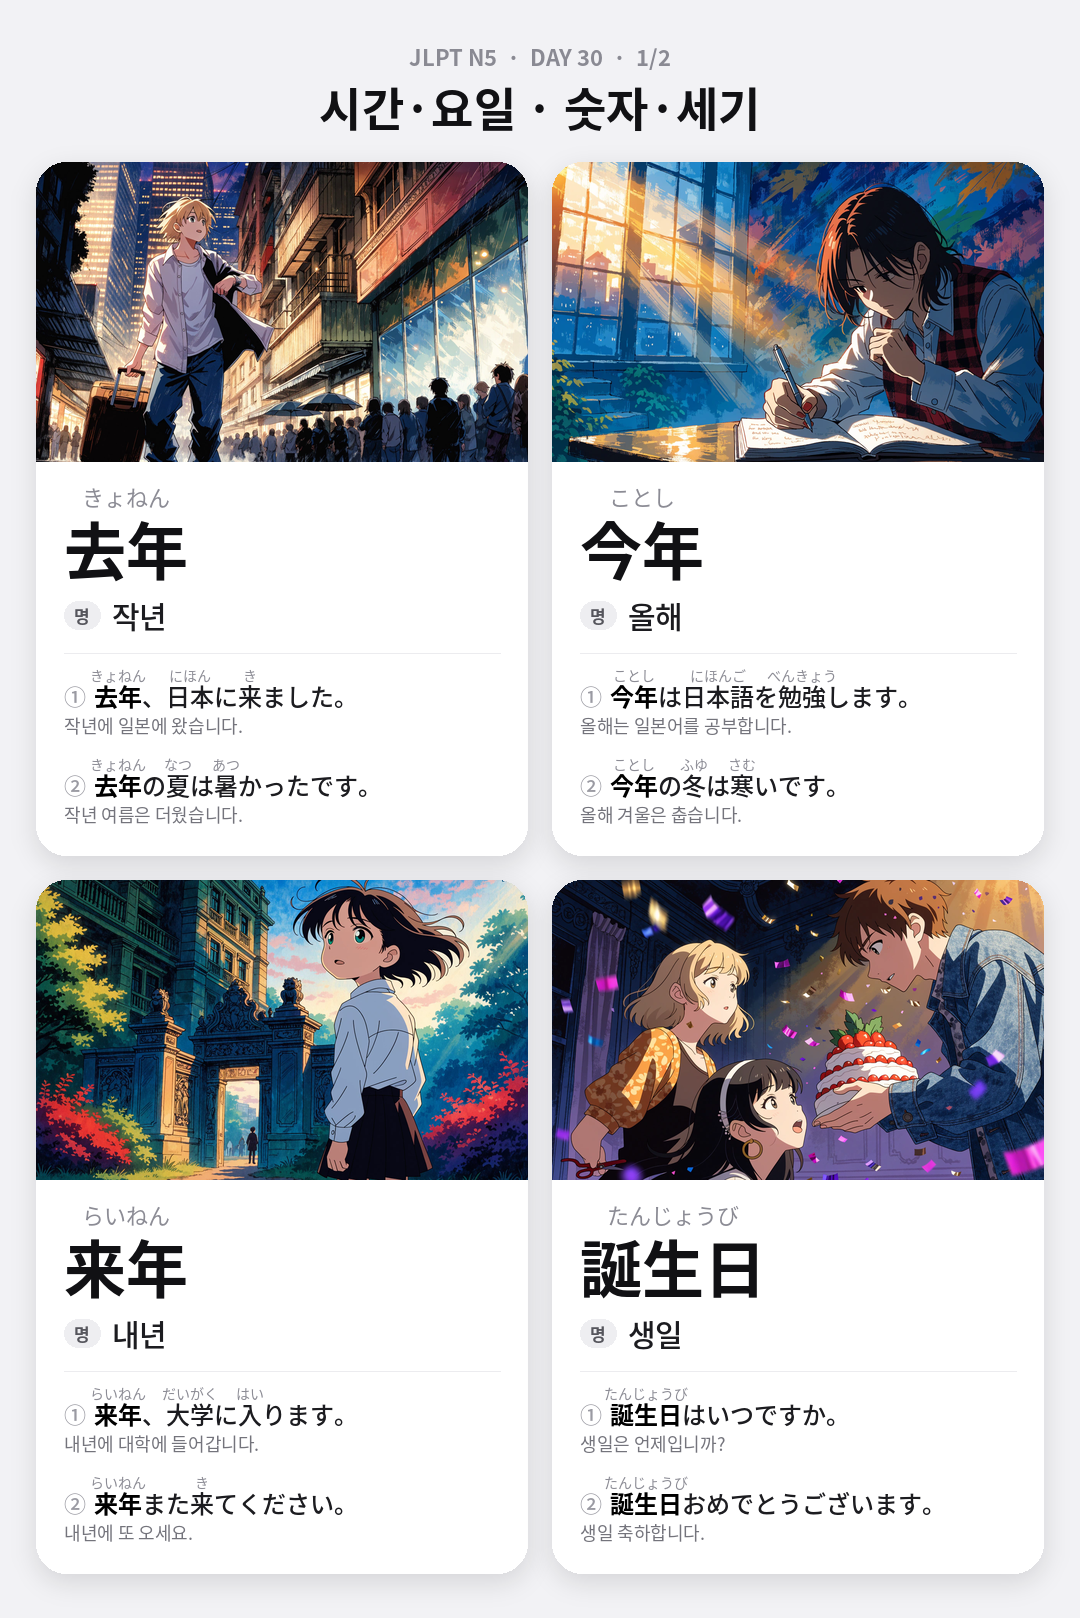 JLPT N5 · DAY 30 · 1/2
시간·요일 · 숫자·세기
きょねん
去年
명 작년
きょねん にほん き
① 去年、日本に来ました。
작년에 일본에 왔습니다.
きょねん なつ あつ
② 去年の夏は暑かったです。
작년 여름은 더웠습니다.
ことし
今年
명 올해
ことし にほんご べんきょう
① 今年は日本語を勉強します。
올해는 일본어를 공부합니다.
ことし ふゆ さむ
② 今年の冬は寒いです。
올해 겨울은 춥습니다.
らいねん
来年
명 내년
らいねん だいがく はい
① 来年、大学に入ります。
내년에 대학에 들어갑니다.
らいねん き
② 来年また来てください。
내년에 또 오세요.
たんじょうび
誕生日
명 생일
たんじょうび
① 誕生日はいつですか。
생일은 언제입니까?
たんじょうび
② 誕生日おめでとうございます。
생일 축하합니다.